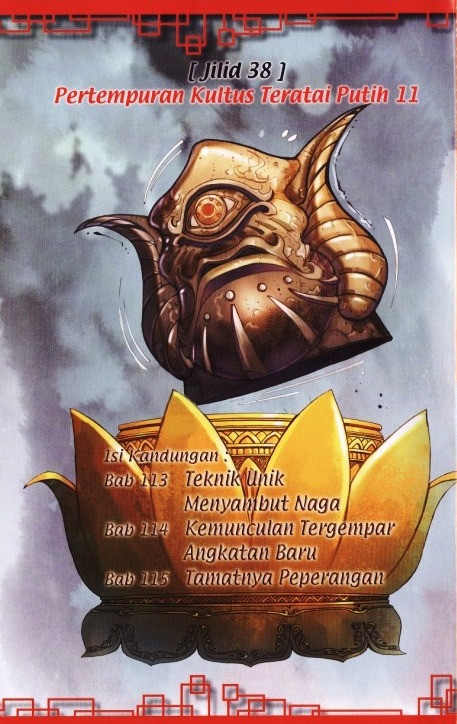 [ Jilid 38 ]
Pertempuran Kultus Teratai Putih 11
Isi Kandungan :
Bab 113 Teknik Unik
Menyambut Naga
Bab 114 Kemunculan Tergempar
Angkatan Baru
Bab 115 Tamatnya Peperangan